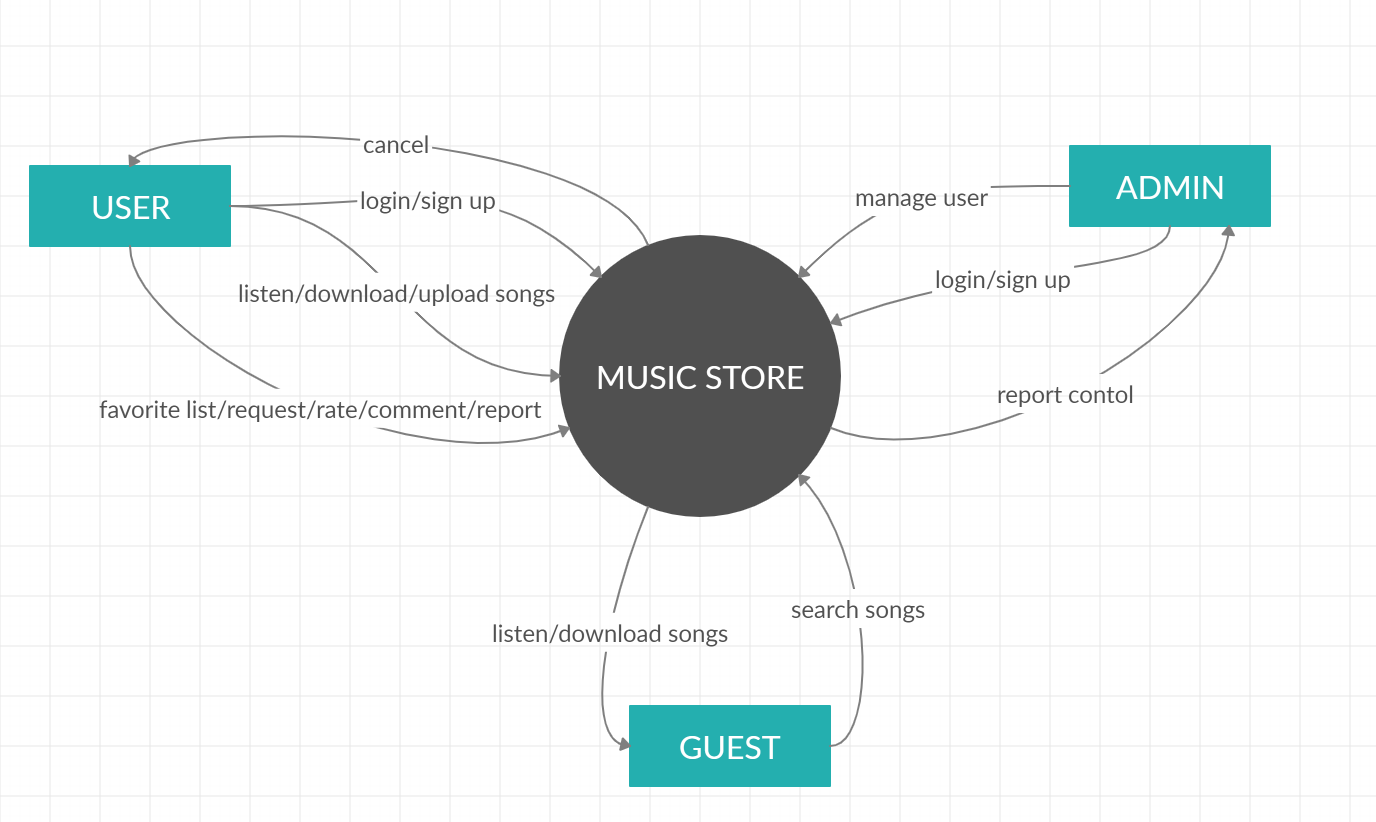 cancel
USER
login/sign up
manage user
ADMIN
listen/download/upload songs
login/sign up
MUSIC STORE
favorite list/request/rate/comment/report
report contol
listen/download songs
search songs
GUEST